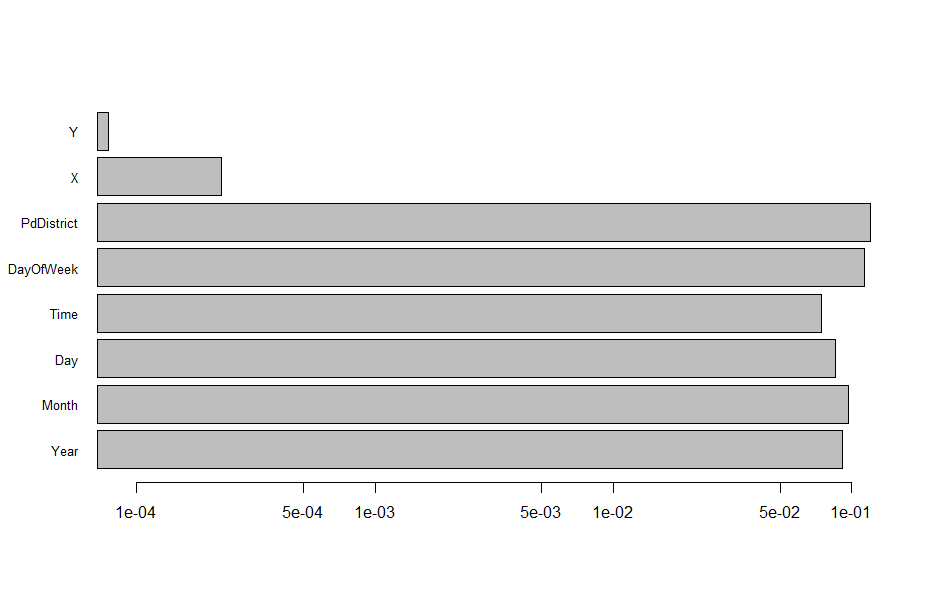 Y
X
PdDistrict
DayOfWeek
Time
Day
Month
Year
1e-04 5e-04 1e-03 5e-03 1e-02 5e-02 1e-01